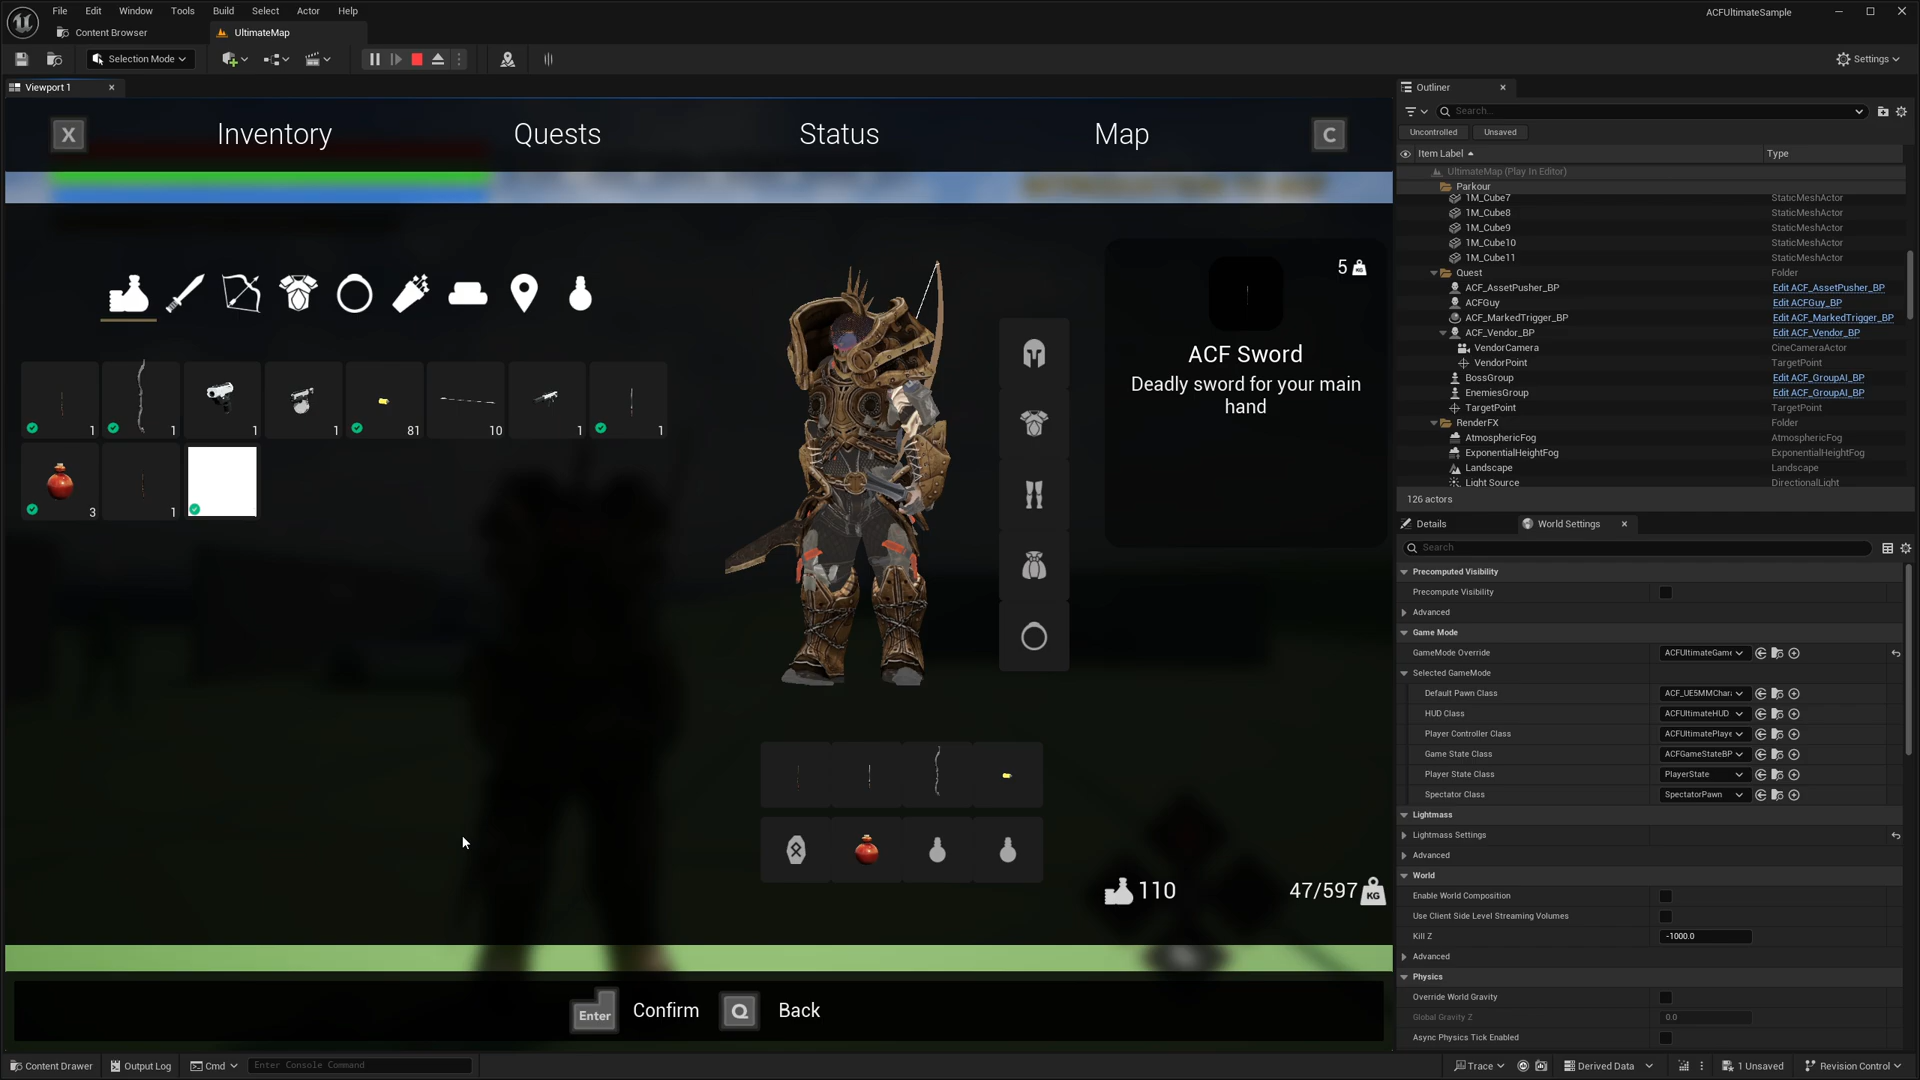 File Edit Window Tools Build Select Actor Help
ACFUltimateSample
Content Browser
UltimateMap
Selection Mode
Settings
Viewport 1
X
Inventory
Quests
Status
Map
C
5
ACF Sword
Deadly sword for your main
hand
1
1
1
1
81
10
1
1
3
1
110
47/597
KG
Enter
Confirm
Q
Back
Outliner
Search...
Uncontrolled
Unsaved
Item Label
Type
UltimateMap (Play In Editor)
Parkour
1M_Cube7 StaticMeshActor
1M_Cube8 StaticMeshActor
1M_Cube9 StaticMeshActor
1M_Cube10 StaticMeshActor
1M_Cube11 StaticMeshActor
Quest Folder
ACF_AssetPusher_BP Edit ACF_AssetPusher_BP
ACFGuy Edit ACFGuy_BP
ACF_MarkedTrigger_BP Edit ACF_MarkedTrigger_BP
ACF_Vendor_BP Edit ACF_Vendor_BP
VendorCamera CineCameraActor
VendorPoint TargetPoint
BossGroup Edit ACF_GroupAI_BP
EnemiesGroup Edit ACF_GroupAI_BP
TargetPoint TargetPoint
RenderFX Folder
AtmosphericFog AtmosphericFog
ExponentialHeightFog ExponentialHeightFog
Landscape Landscape
Light Source DirectionalLight
126 actors
Details
World Settings
Search
Precomputed Visibility
Precompute Visibility
Advanced
Game Mode
GameMode Override ACFUltimateGame
Selected GameMode
Default Pawn Class ACF_UE5MMChar
HUD Class ACFUltimateHUD
Player Controller Class ACFUltimatePlaye
Game State Class ACFGameStateBP
Player State Class PlayerState
Spectator Class SpectatorPawn
Lightmass
Lightmass Settings
Advanced
World
Enable World Composition
Use Client Side Level Streaming Volumes
Kill Z -1000.0
Advanced
Physics
Override World Gravity
Global Gravity Z 0.0
Async Physics Tick Enabled
Content Drawer
Output Log
Cmd
Enter Console Command
Trace
Derived Data
1 Unsaved
Revision Control